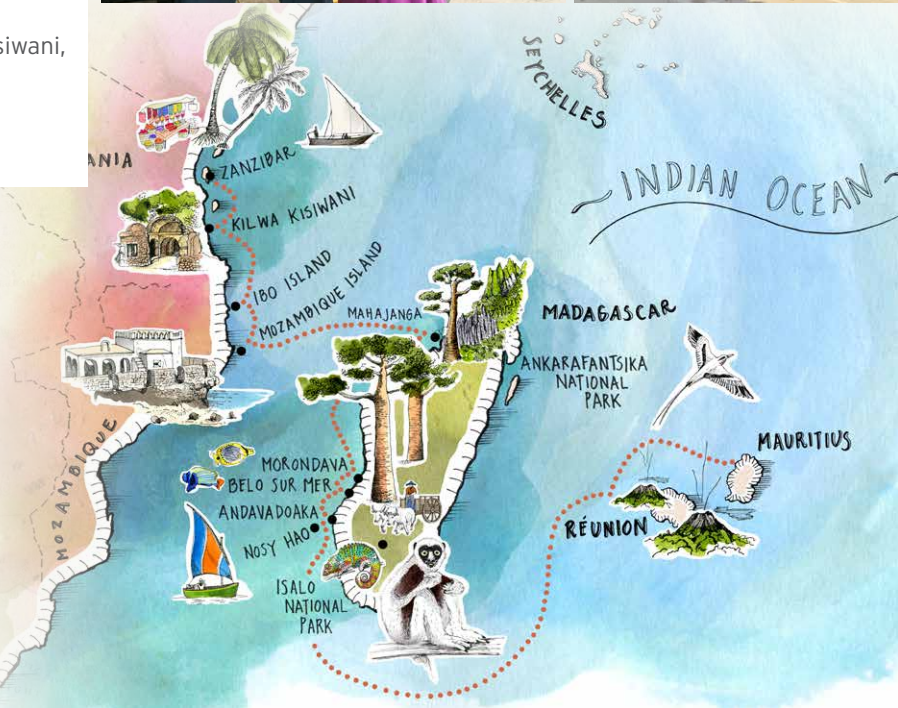 siwani,
SEYCHELLES
ANIA
ZANZIBAR
INDIAN OCEAN
KILWA KISIWANI
IBO ISLAND
MOZAMBIQUE ISLAND
MAHAJANGA
MADAGASCAR
ANKARAFANTSIKA
NATIONAL
PARK
MOZAMBIQUE
MAURITIUS
MORONDAVA
BELO SUR MER
ANDAVADOAKA
NOSY HAO
RÉUNION
ISALO
NATIONAL
PARK